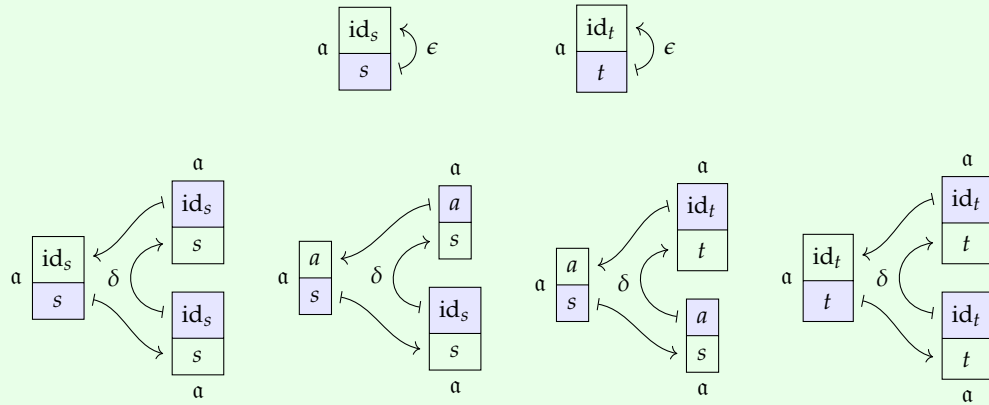 𝔞 id_s s ϵ 𝔞 id_t t ϵ
𝔞 𝔞 𝔞 𝔞
id_s a id_t id_t
s s t t
𝔞 id_s s δ 𝔞 a s δ 𝔞 a s δ 𝔞 id_t t δ
id_s id_s a id_t
s s s t
𝔞 𝔞 𝔞 𝔞